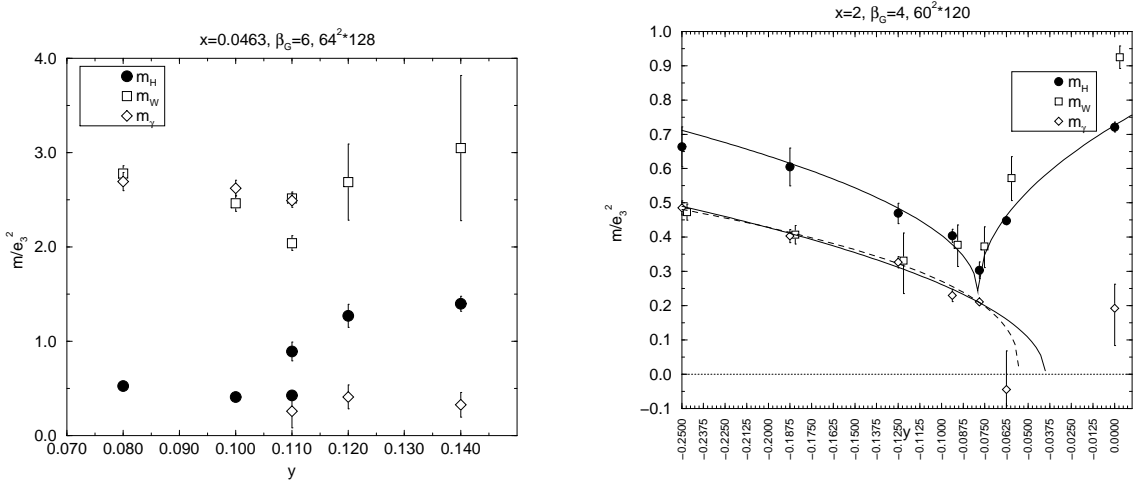 x=0.0463, β_G=6, 64²*128
4.0
3.0
2.0
1.0
0.0
m/e₃²
m_H
m_W
m_γ
0.070 0.080 0.090 0.100 0.110 0.120 0.130 0.140
y
x=2, β_G=4, 60²*120
1.0
0.9
0.8
0.7
0.6
0.5
0.4
0.3
0.2
0.1
0.0
−0.1
m/e₃²
m_H
m_W
m_γ
y
−0.2500
−0.2375
−0.2250
−0.2125
−0.2000
−0.1875
−0.1750
−0.1625
−0.1500
−0.1375
−0.1250
−0.1125
−0.1000
−0.0875
−0.0750
−0.0625
−0.0500
−0.0375
−0.0250
−0.0125
0.0000